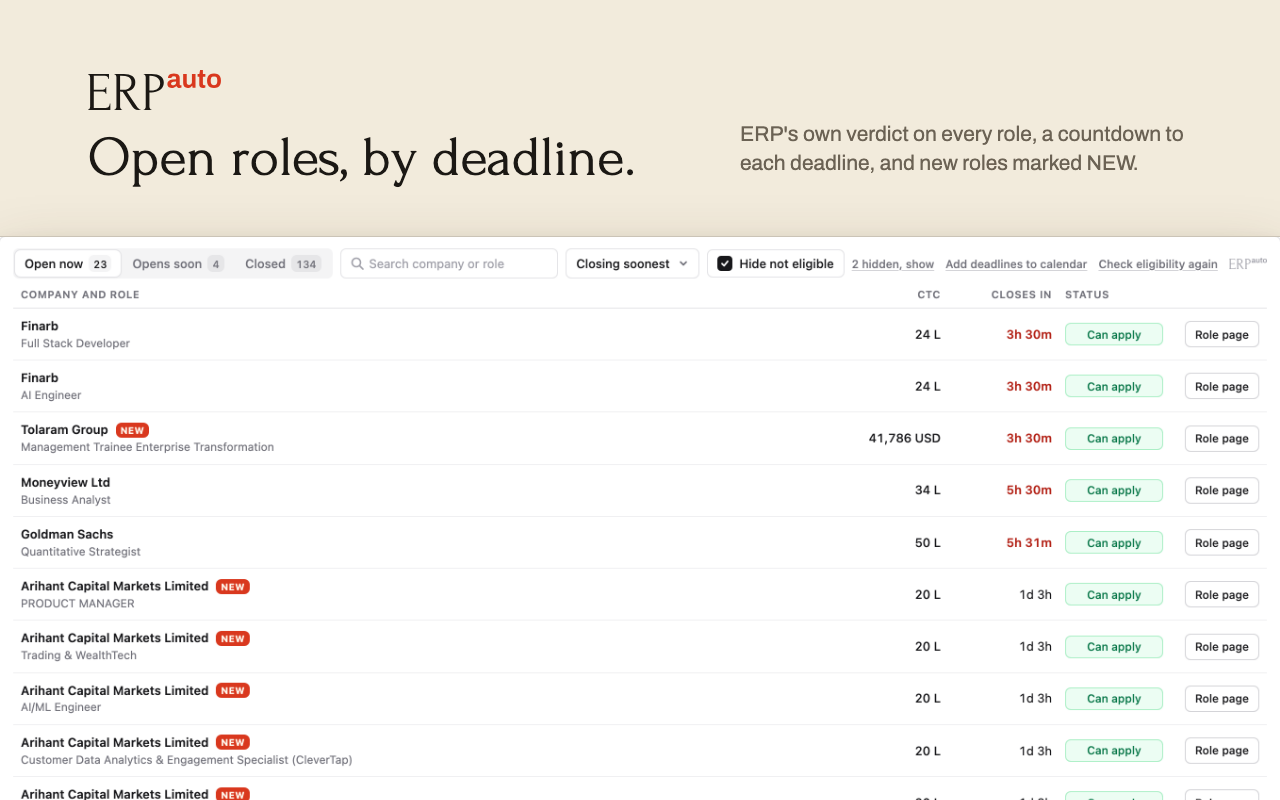 ERPauto
Open roles, by deadline.
ERP's own verdict on every role, a countdown to
each deadline, and new roles marked NEW.
Open now 23 Opens soon 4 Closed 134 Search company or role Closing soonest Hide not eligible 2 hidden, show Add deadlines to calendar Check eligibility again ERPauto
COMPANY AND ROLE CTC CLOSES IN STATUS
Finarb
Full Stack Developer
24 L 3h 30m Can apply Role page
Finarb
AI Engineer
24 L 3h 30m Can apply Role page
Tolaram Group NEW
Management Trainee Enterprise Transformation
41,786 USD 3h 30m Can apply Role page
Moneyview Ltd
Business Analyst
34 L 5h 30m Can apply Role page
Goldman Sachs
Quantitative Strategist
50 L 5h 31m Can apply Role page
Arihant Capital Markets Limited NEW
PRODUCT MANAGER
20 L 1d 3h Can apply Role page
Arihant Capital Markets Limited NEW
Trading & WealthTech
20 L 1d 3h Can apply Role page
Arihant Capital Markets Limited NEW
AI/ML Engineer
20 L 1d 3h Can apply Role page
Arihant Capital Markets Limited NEW
Customer Data Analytics & Engagement Specialist (CleverTap)
20 L 1d 3h Can apply Role page
Arihant Capital Markets Limited NEW